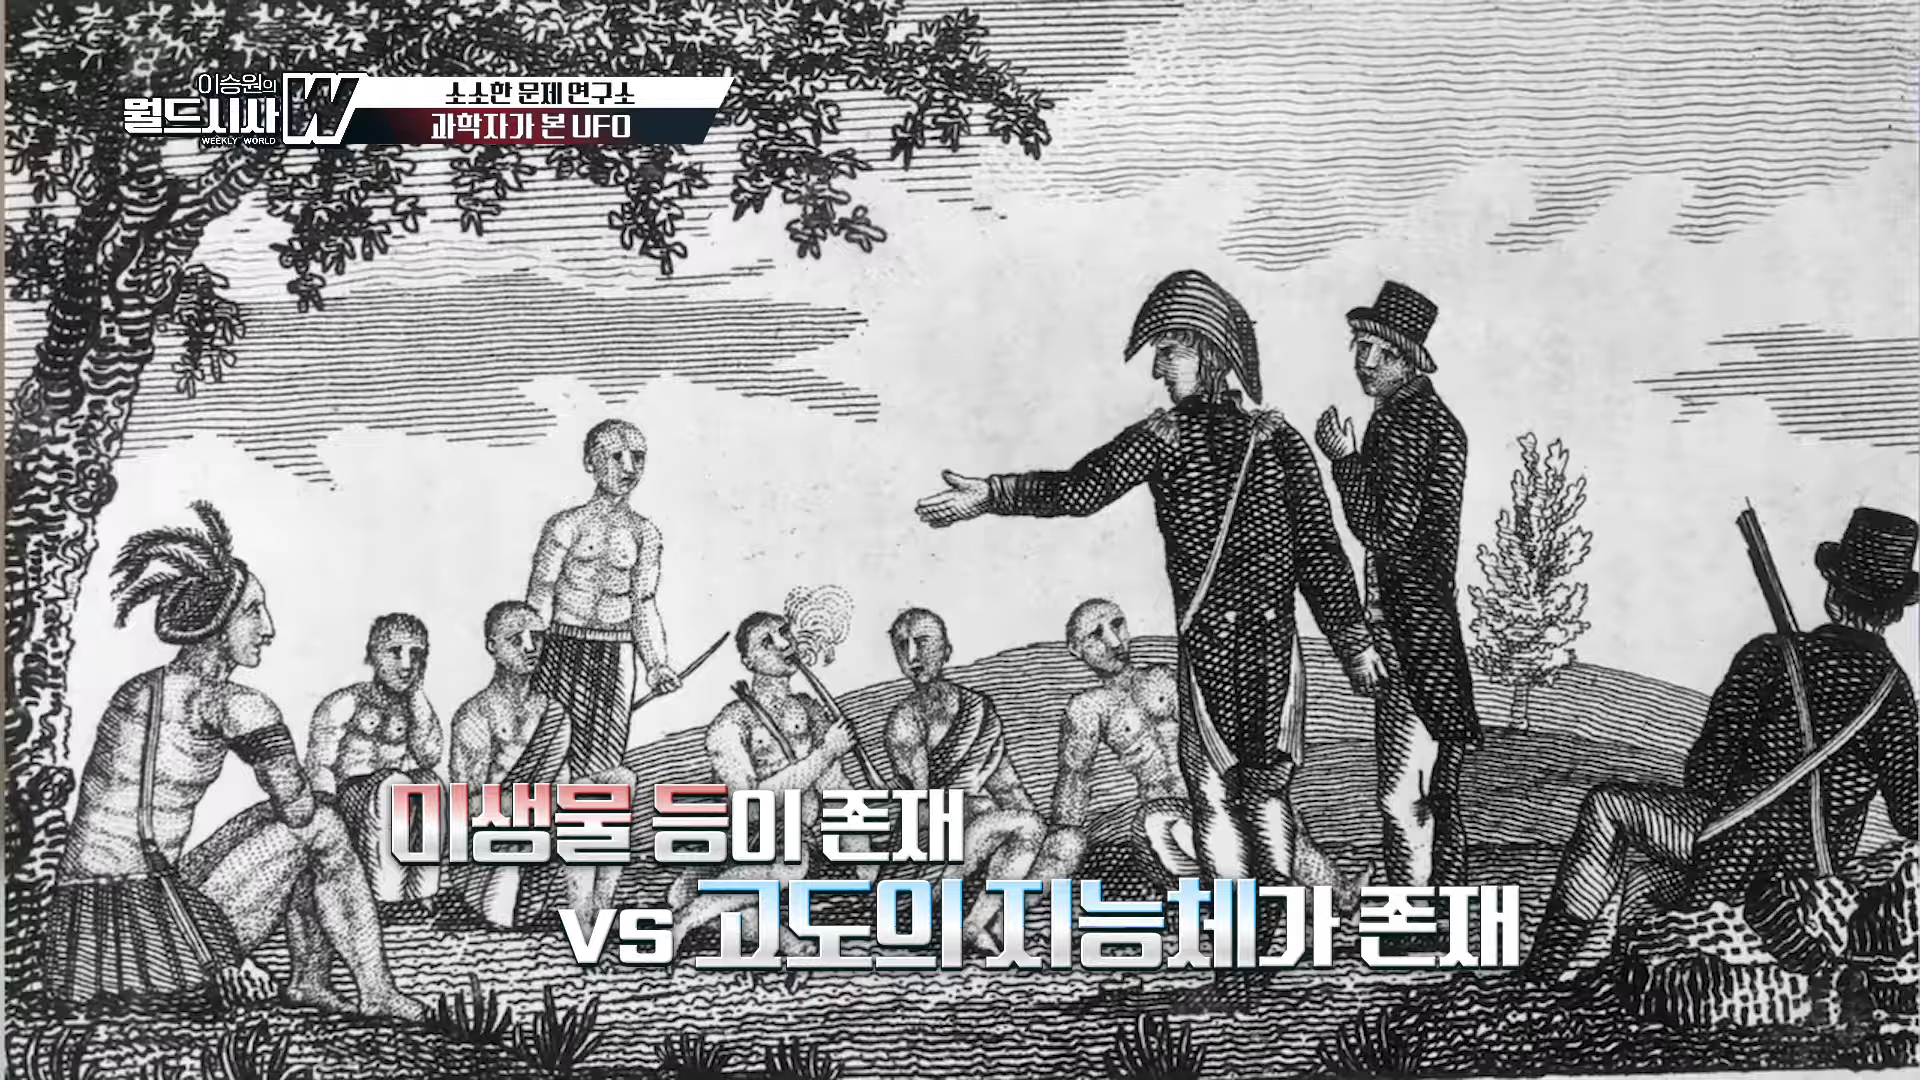 이승원의
월드시사 W
WEEKLY WORLD
소소한 문제 연구소
과학자가 본 UFO
미생물 등이 존재
vs 고도의 지능체가 존재